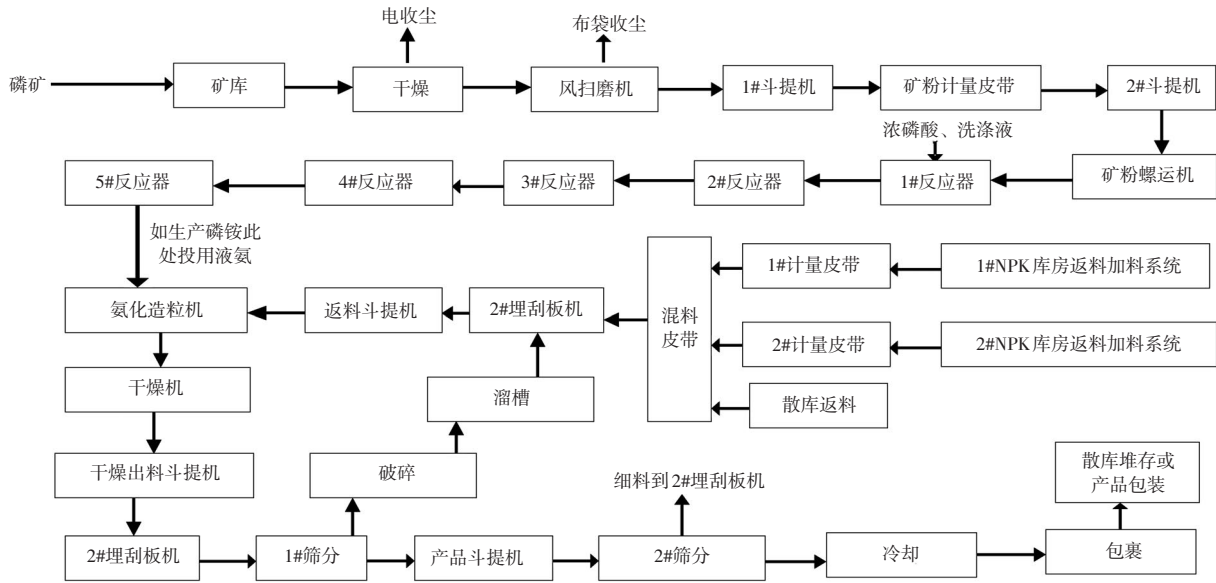 电收尘
布袋收尘
磷矿
矿库
干燥
风扫磨机
1#斗提机
矿粉计量皮带
2#斗提机
浓磷酸、洗涤液
5#反应器
4#反应器
3#反应器
2#反应器
1#反应器
矿粉螺运机
如生产磷铵此
处投用液氨
1#计量皮带
1#NPK库房返料加料系统
氨化造粒机
返料斗提机
2#埋刮板机
混料
皮带
2#计量皮带
2#NPK库房返料加料系统
干燥机
溜槽
散库返料
干燥出料斗提机
破碎
细料到2#埋刮板机
散库堆存或
产品包装
2#埋刮板机
1#筛分
产品斗提机
2#筛分
冷却
包裹